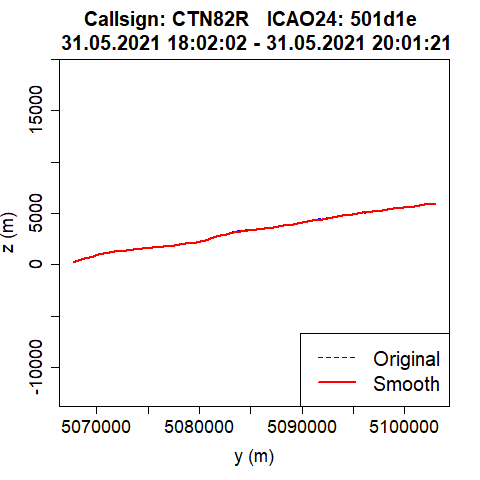 Callsign: CTN82R   ICAO24: 501d1e
31.05.2021 18:02:02 - 31.05.2021 20:01:21
15000
5000
0
-10000
z (m)
Original
Smooth
5070000 5080000 5090000 5100000
y (m)